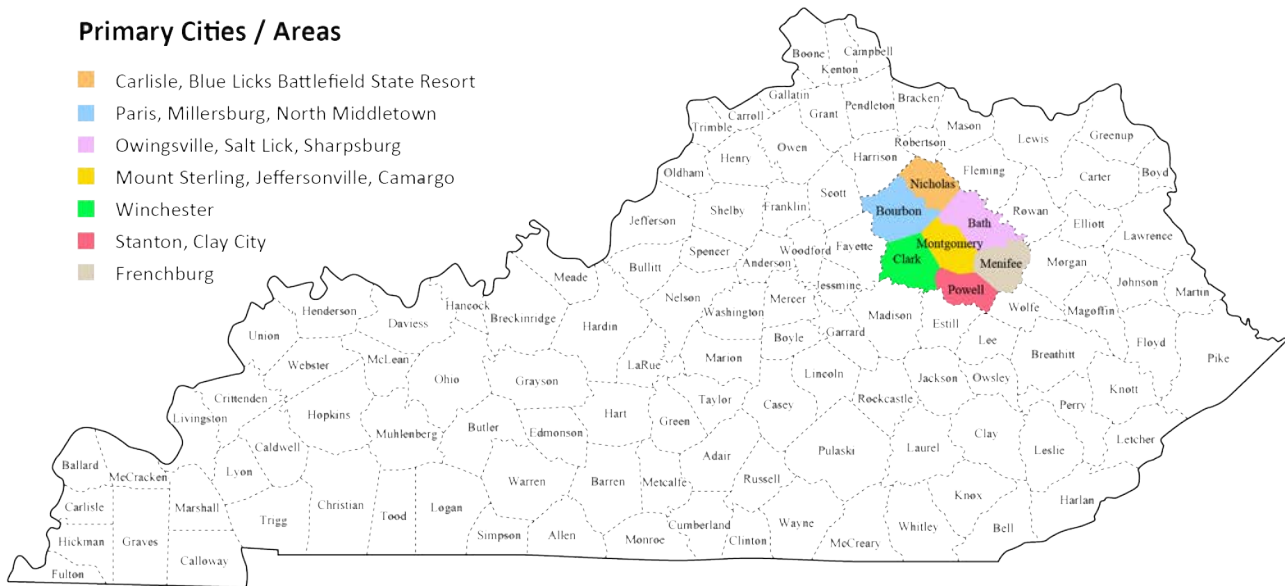 Primary Cities / Areas
Carlisle, Blue Licks Battlefield State Resort
Paris, Millersburg, North Middletown
Owingsville, Salt Lick, Sharpsburg
Mount Sterling, Jeffersonville, Camargo
Winchester
Stanton, Clay City
Frenchburg
Boone
Campbell
Kenton
Gallatin
Bracken
Pendleton
Grant
Carroll
Trimble
Mason
Lewis
Greenup
Owen
Robertson
Henry
Harrison
Oldham
Fleming
Carter
Boyd
Nicholas
Scott
Shelby
Franklin
Bourbon
Rowan
Jefferson
Bath
Elliott
Lawrence
Spencer
Woodford
Fayette
Montgomery
Anderson
Clark
Menifee
Morgan
Bullitt
Meade
Jessmine
Powell
Johnson
Martin
Nelson
Mercer
Hancock
Henderson
Breckinridge
Washington
Madison
Wolfe
Magoffin
Daviess
Hardin
Estill
Union
Boyle
Garrard
Lee
Floyd
McLean
Webster
LaRue
Marion
Breathitt
Pike
Ohio
Grayson
Lincoln
Jackson
Owsley
Knott
Crittenden
Taylor
Rockcastle
Livingston
Hopkins
Hart
Casey
Perry
Green
Butler
Muhlenberg
Edmonson
Clay
Letcher
Caldwell
Laurel
Leslie
Pulaski
Adair
Ballard
Lyon
McCracken
Warren
Barren
Metcalfe
Russell
Knox
Harlan
Carlisle
Marshall
Christian
Logan
Tood
Trigg
Cumberland
Wayne
Whitley
Bell
Simpson
Allen
Monroe
Clinton
McCreary
Hickman
Graves
Calloway
Fulton